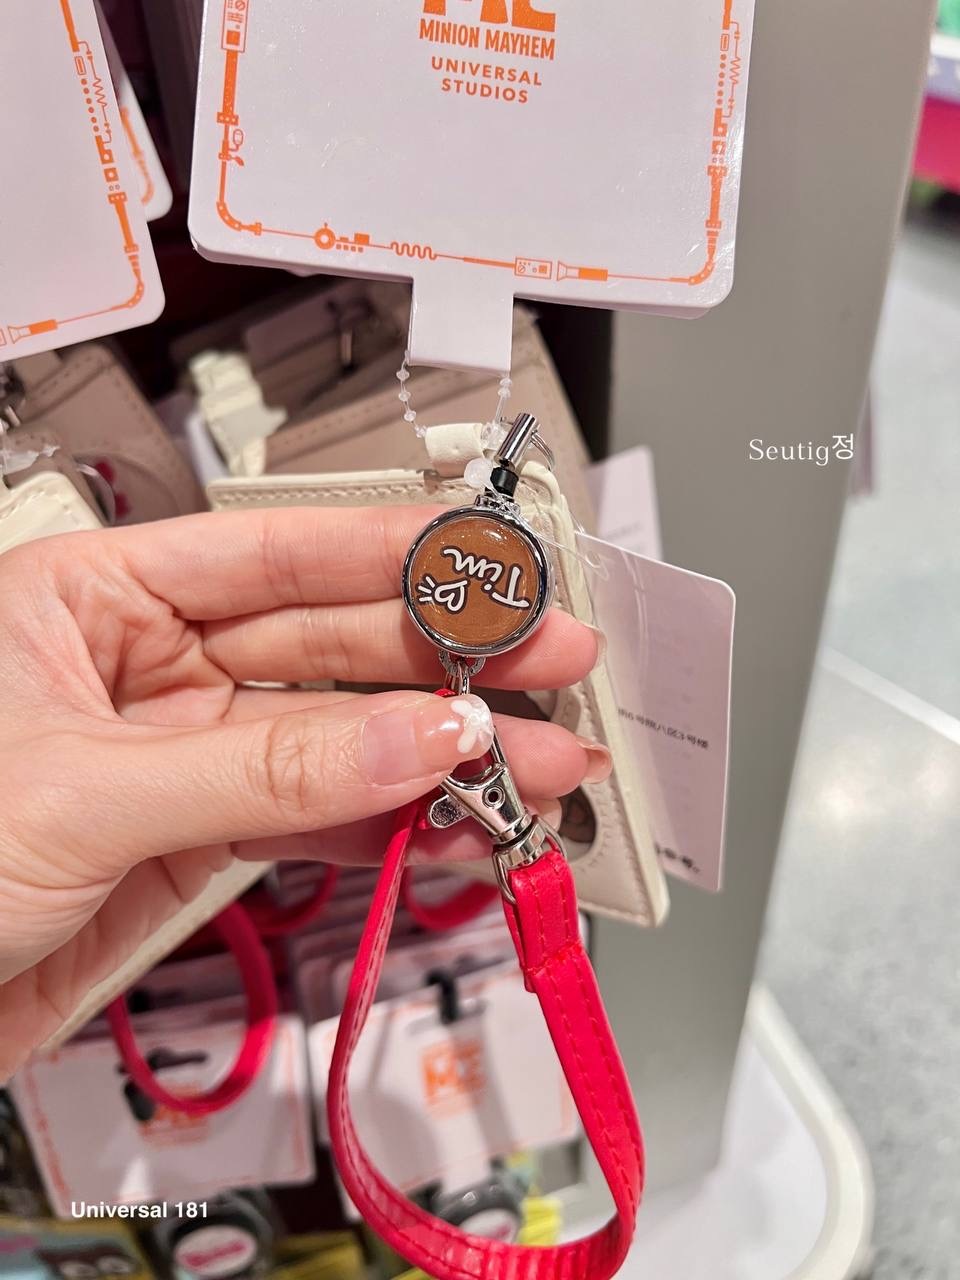 MINION MAYHEM
UNIVERSAL
STUDIOS
Seutig정
Tim
Universal 181